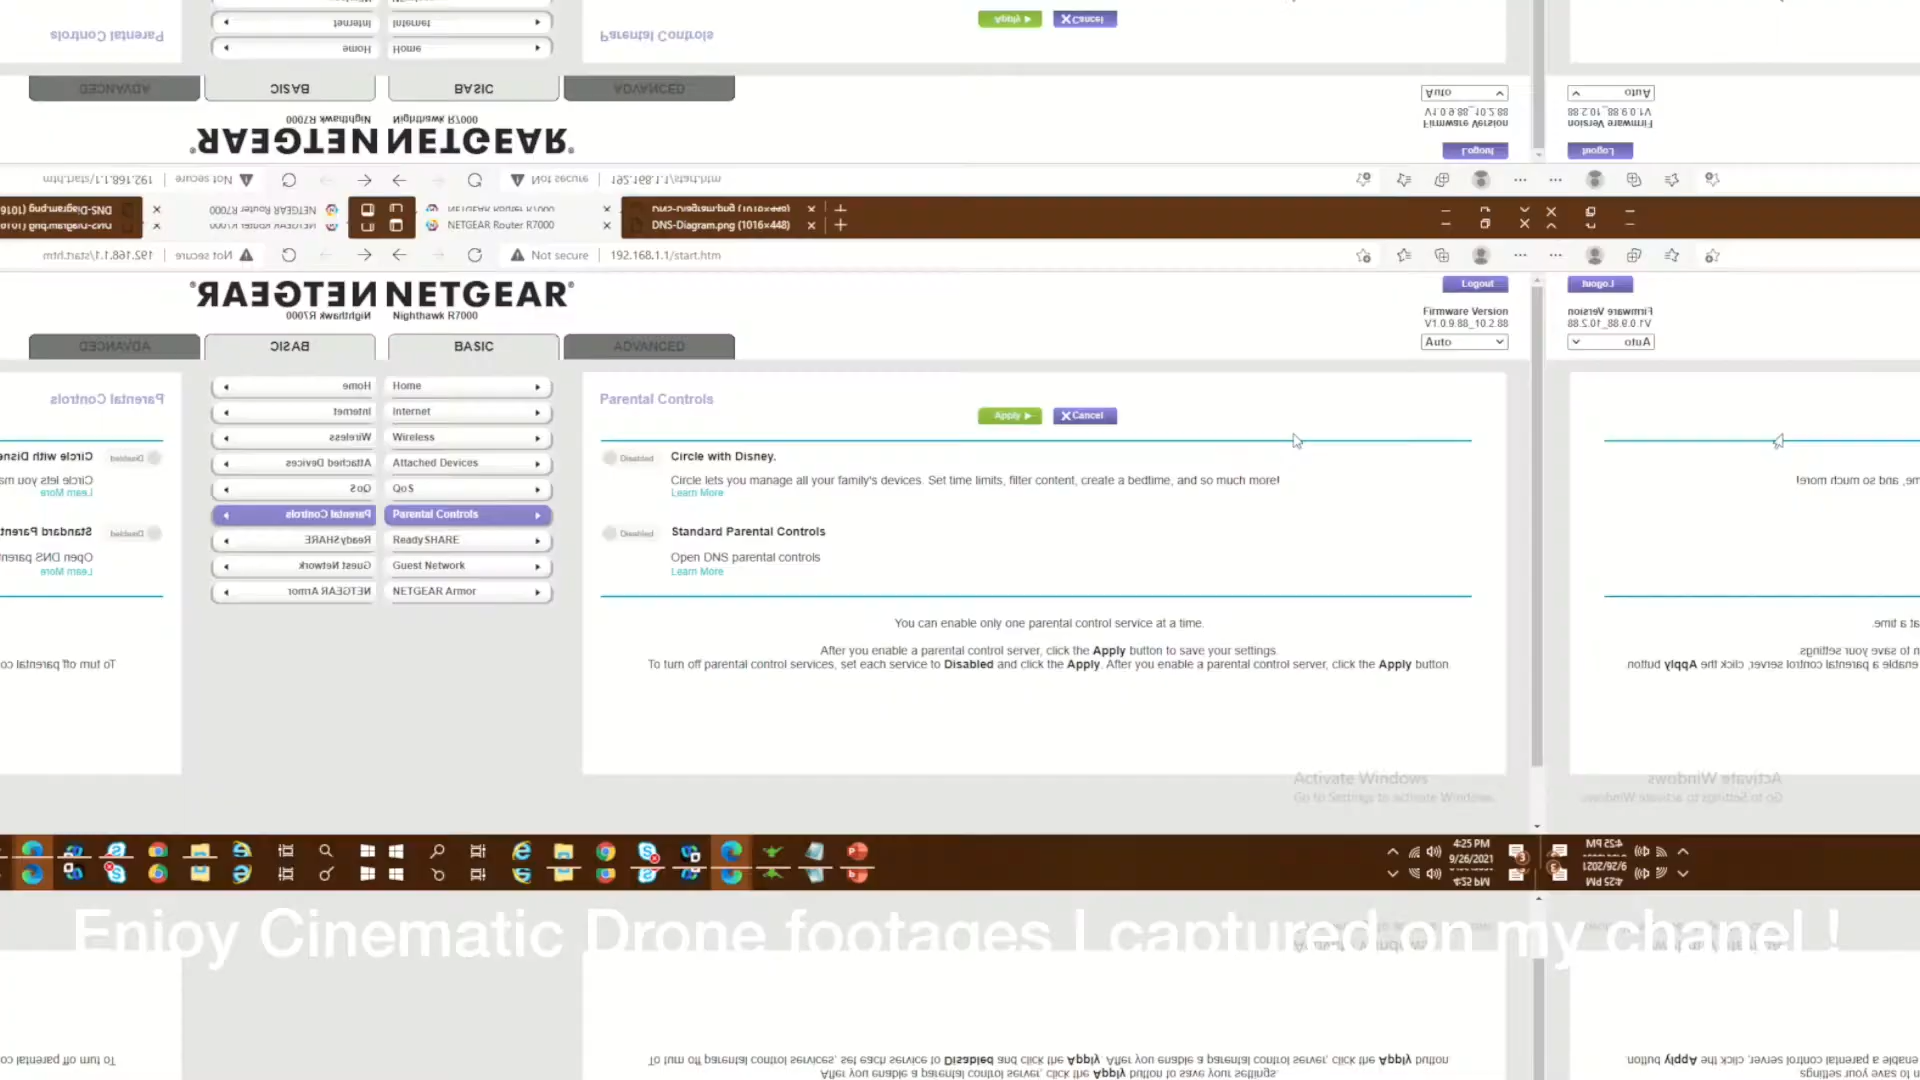 NETGEAR Router R7000
DNS-Diagram.png (1016×448)
Not secure
192.168.1.1/start.htm
NETGEAR®
Nighthawk R7000
Logout
Firmware Version
V1.0.9.88_10.2.88
Auto
BASIC
ADVANCED
Home
Internet
Wireless
Attached Devices
QoS
Parental Controls
ReadySHARE
Guest Network
NETGEAR Armor
Parental Controls
Apply
Cancel
Disabled
Circle with Disney.
Circle lets you manage all your family's devices. Set time limits, filter content, create a bedtime, and so much more!
Learn More
Disabled
Standard Parental Controls
Open DNS parental controls
Learn More
You can enable only one parental control service at a time.
After you enable a parental control server, click the Apply button to save your settings.
To turn off parental control services, set each service to Disabled and click the Apply. After you enable a parental control server, click the Apply button
Activate Windows
Go to Settings to activate Windows.
4:25 PM
9/26/2021
3
Enjoy Cinematic Drone footages I captured on my chanel !